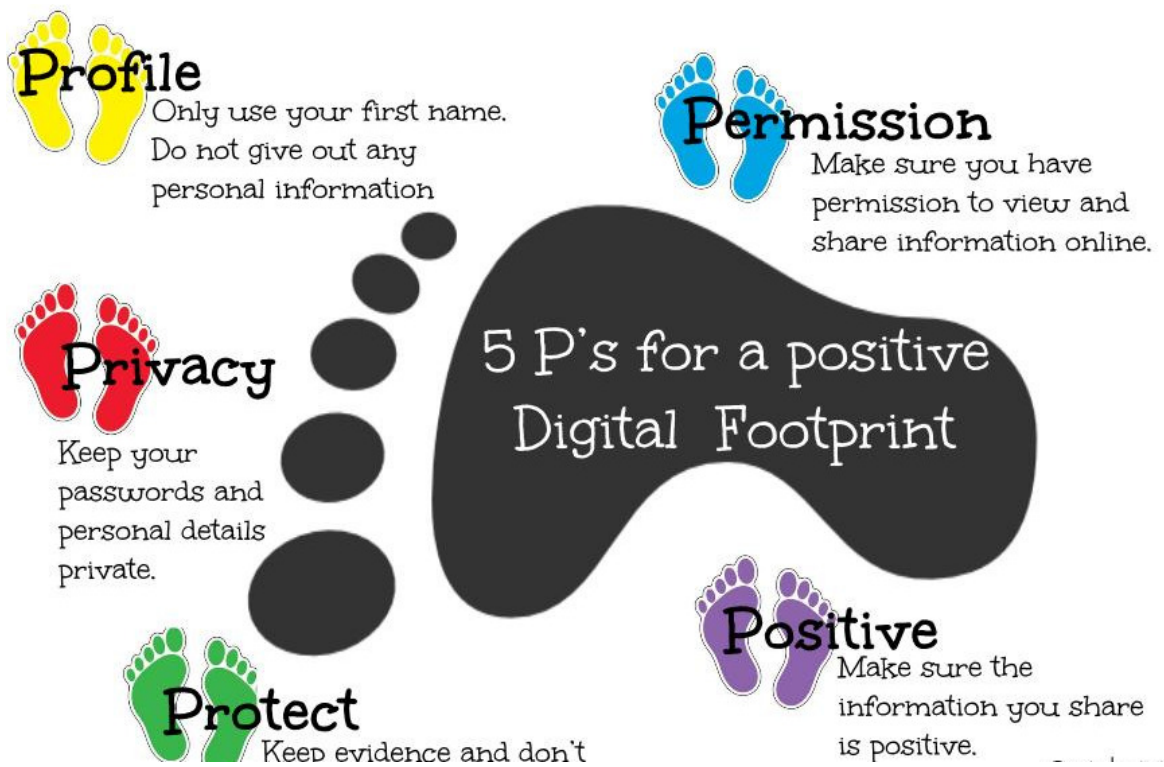 Profile
Only use your first name.
Do not give out any
personal information
Permission
Make sure you have
permission to view and
share information online.
5 P's for a positive
Digital Footprint
Privacy
Keep your
passwords and
personal details
private.
Positive
Make sure the
information you share
is positive.
Protect
Keep evidence and don't